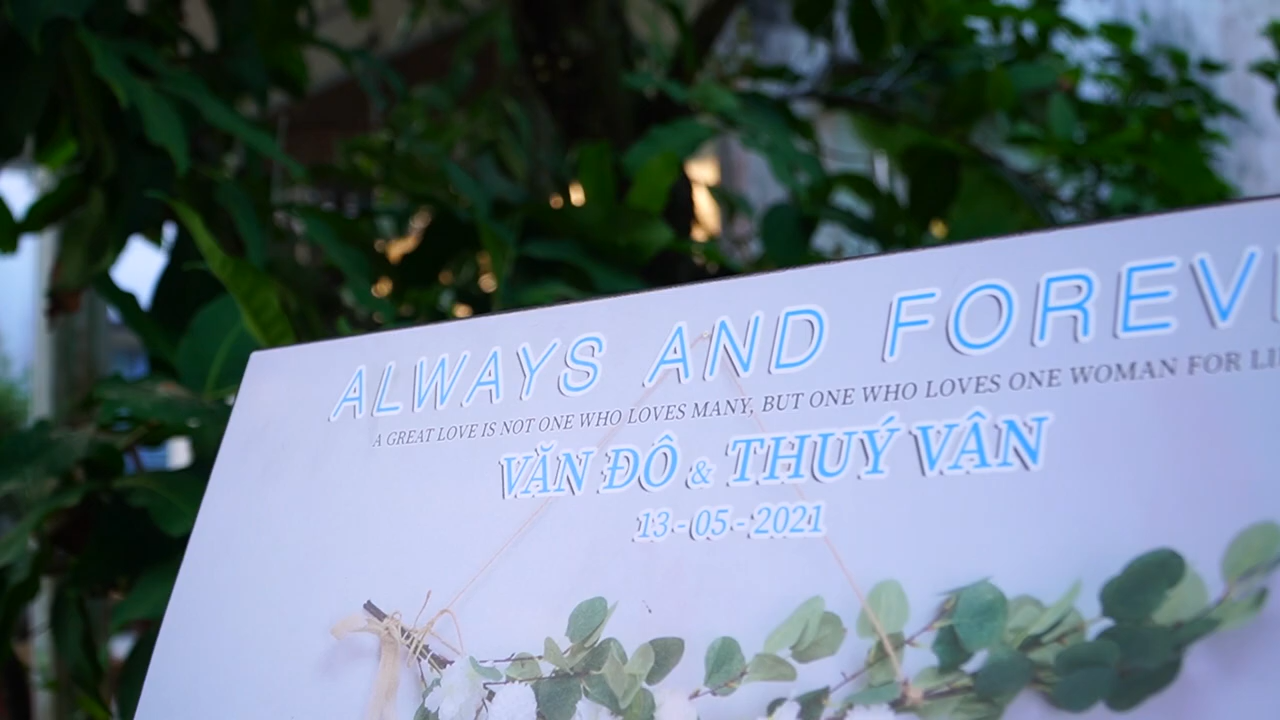 ALWAYS AND FOREV
A GREAT LOVE IS NOT ONE WHO LOVES MANY, BUT ONE WHO LOVES ONE WOMAN FOR LI
VĂN ĐÔ & THUÝ VÂN
13-05-2021